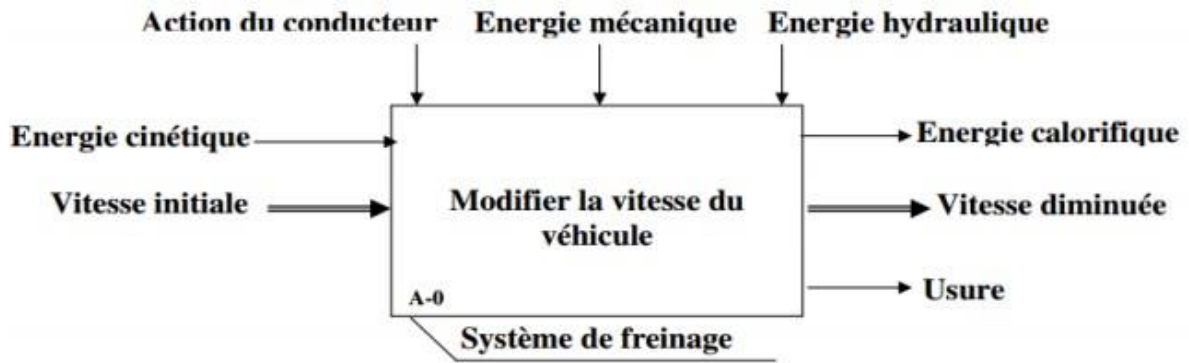 Action du conducteur Energie mécanique Energie hydraulique
Energie cinétique
Energie calorifique
Vitesse initiale
Modifier la vitesse du
véhicule
Vitesse diminuée
Usure
A-0
Système de freinage